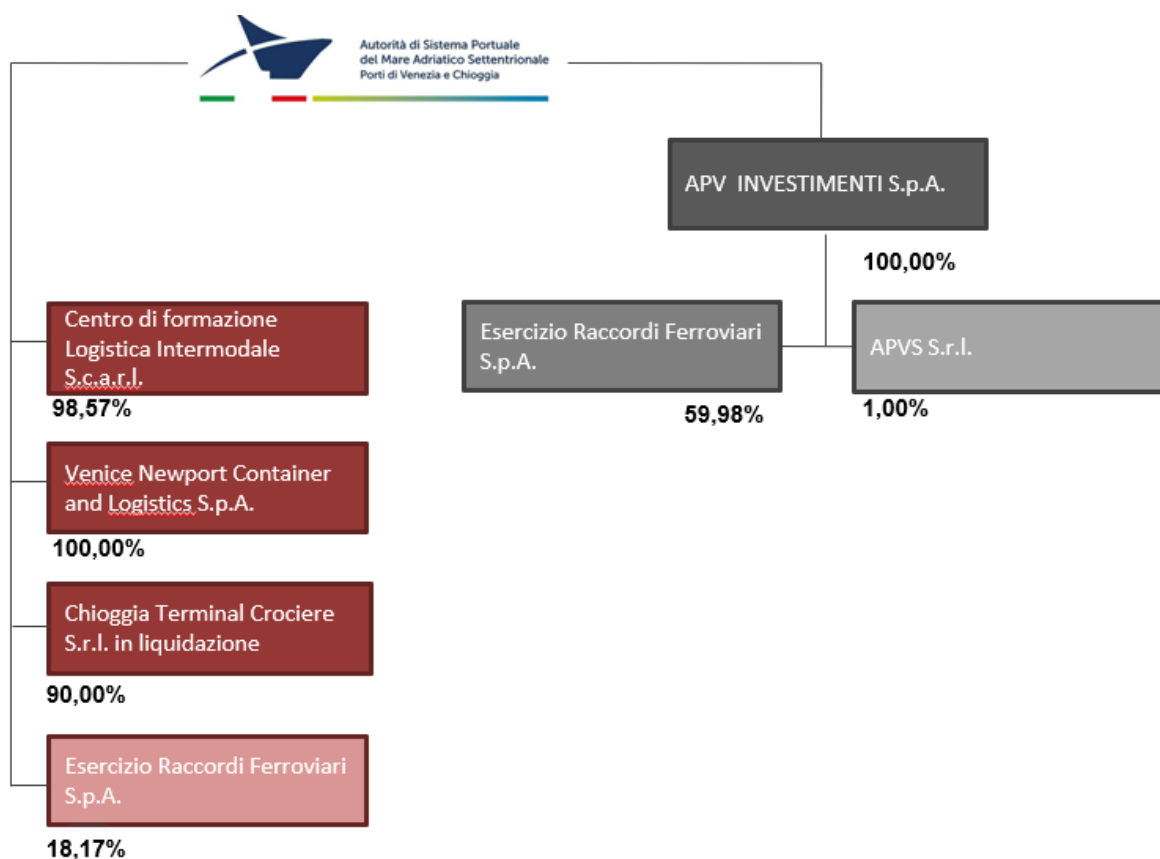 Autorità di Sistema Portuale
del Mare Adriatico Settentrionale
Porti di Venezia e Chioggia
APV INVESTIMENTI S.p.A.
100,00%
Esercizio Raccordi Ferroviari
S.p.A.
59,98%
APVS S.r.l.
1,00%
Centro di formazione
Logistica Intermodale
S.c.a.r.l.
98,57%
Venice Newport Container
and Logistics S.p.A.
100,00%
Chioggia Terminal Crociere
S.r.l. in liquidazione
90,00%
Esercizio Raccordi Ferroviari
S.p.A.
18,17%